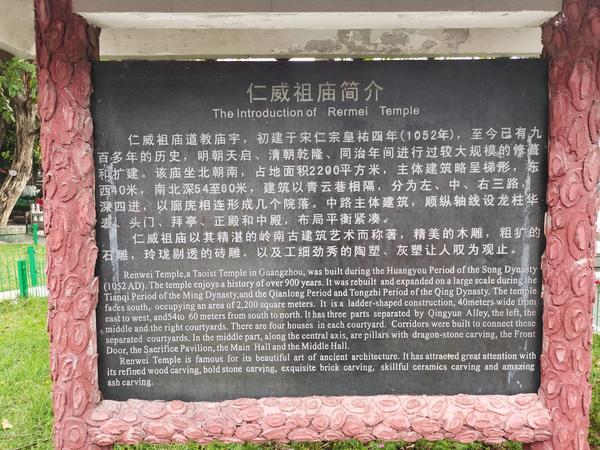 仁威祖庙简介
The Introduction of Rermei Temple
仁威祖庙道教庙宇，初建于宋仁宗皇祐四年(1052年)，至今已有九
百多年的历史，明朝天启、清朝乾隆、同治年间进行过较大规模的修葺
和扩建。该庙坐北朝南，占地面积2200平方米，主体建筑略呈梯形，东
西40米，南北深54至60米，建筑以青云巷相隔，分为左、中、右三路，
深四进，以廊庑相连形成几个院落。中路主体建筑，顺纵轴线设龙柱华
表、头门、拜亭、正殿和中殿，布局平衡紧凑。
仁威祖庙以其精湛的岭南古建筑艺术而称著，精美的木雕，粗犷的
石雕，玲珑剔透的砖雕，以及工细劲秀的陶塑、灰塑让人叹为观止。
Renwei Temple,a Taoist Temple in Guangzhou, was built during the Huangyou Period of the Song Dynasty
(1052 AD). The temple enjoys a history of over 900 years. It was rebuilt and expanded on a large scale during the
Tianqi Period of the Ming Dynasty,and the Qianlong Period and Tongzhi Period of the Qing Dynasty. The temple
faces south, occupying an area of 2,200 square meters. It is a ladder-shaped construction, 40meters wide from
east to west, and54to 60 meters from south to north. It has three parts separated by Qingyun Alley, the left, the
middle and the right courtyards. There are four houses in each courtyard. Corridors were built to connect these
separated courtyards. In the middle part, along the central axis, are pillars with dragon-stone carving, the Front
Door, the Sacrifice Pavilion, the Main Hall and the Middle Hall.
Renwei Temple is famous for its beautiful art of ancient architecture. It has attracted great attention with
its refined wood carving, bold stone carving, exquisite brick carving, skillful ceramics carving and amazing
ash carving.